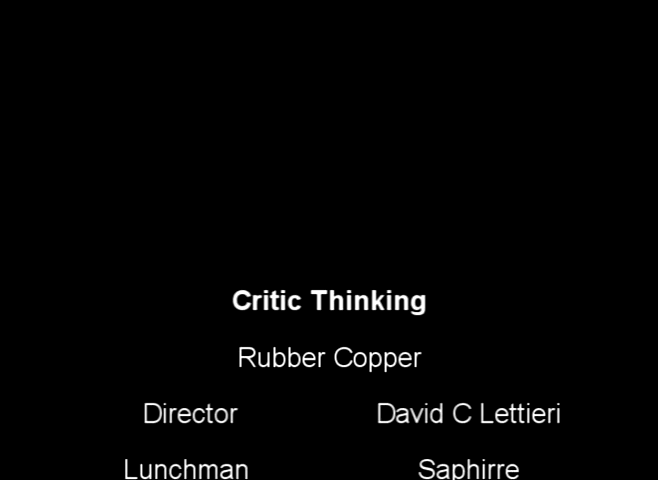 Critic Thinking
Rubber Copper
Director David C Lettieri
Lunchman Saphirre